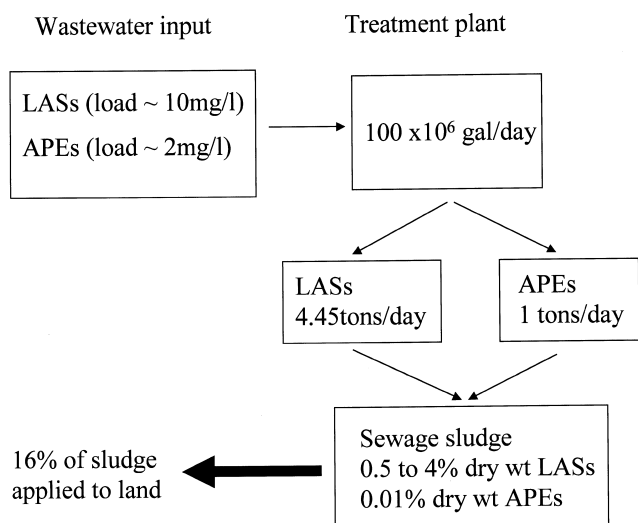 Wastewater input
Treatment plant
LASs (load ~ 10mg/l)
APEs (load ~ 2mg/l)
100 x10⁶ gal/day
LASs
4.45tons/day
APEs
1 tons/day
Sewage sludge
0.5 to 4% dry wt LASs
0.01% dry wt APEs
16% of sludge
applied to land